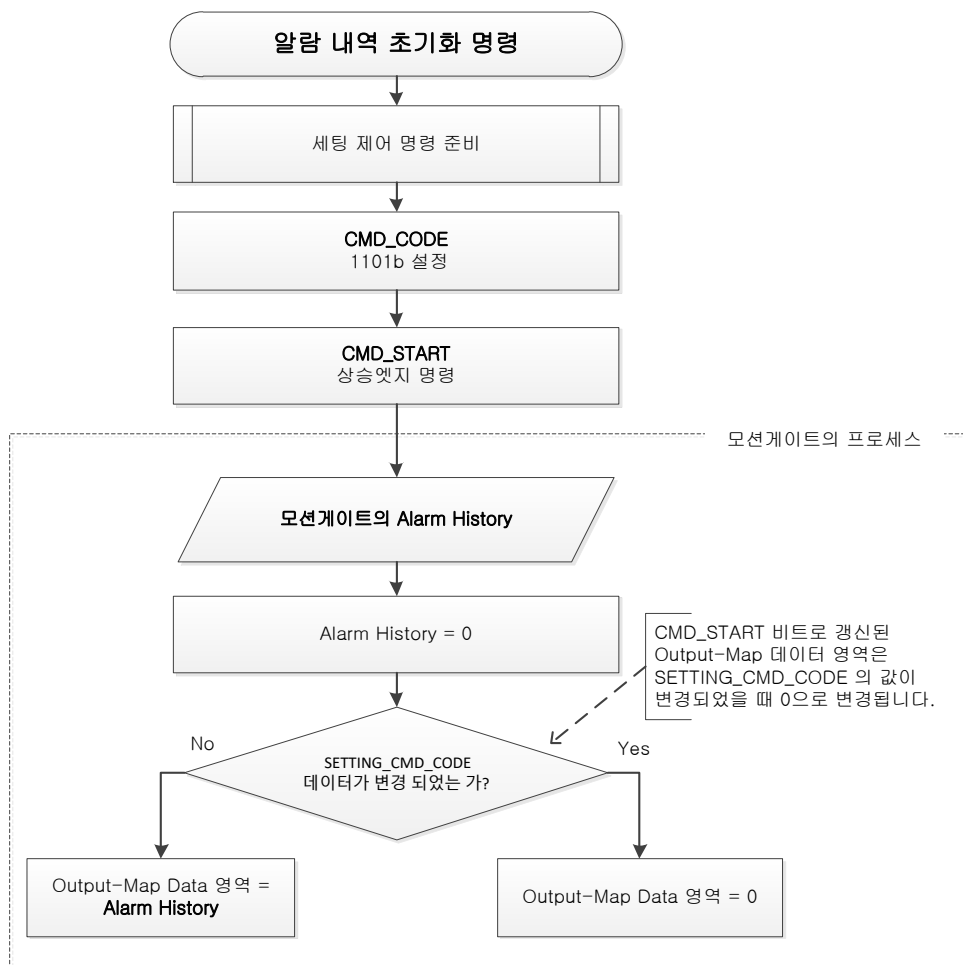 알람 내역 초기화 명령
세팅 제어 명령 준비
CMD_CODE
1101b 설정
CMD_START
상승엣지 명령
모션게이트의 프로세스
모션게이트의 Alarm History
Alarm History = 0
CMD_START 비트로 갱신된
Output-Map 데이터 영역은
SETTING_CMD_CODE 의 값이
변경되었을 때 0으로 변경됩니다.
No
Yes
SETTING_CMD_CODE
데이터가 변경 되었는 가?
Output-Map Data 영역 =
Alarm History
Output-Map Data 영역 = 0